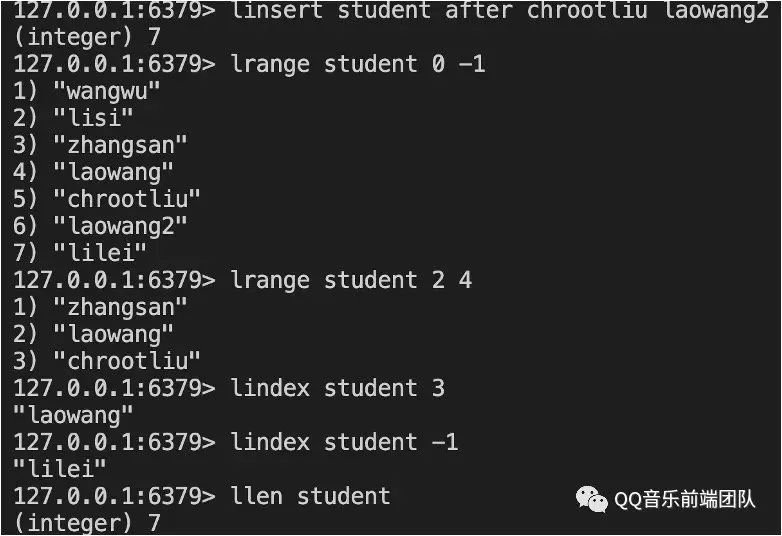 127.0.0.1:6379> linsert student after chrootliu laowang2
(integer) 7
127.0.0.1:6379> lrange student 0 -1
1) "wangwu"
2) "lisi"
3) "zhangsan"
4) "laowang"
5) "chrootliu"
6) "laowang2"
7) "lilei"
127.0.0.1:6379> lrange student 2 4
1) "zhangsan"
2) "laowang"
3) "chrootliu"
127.0.0.1:6379> lindex student 3
"laowang"
127.0.0.1:6379> lindex student -1
"lilei"
127.0.0.1:6379> llen student
(integer) 7
QQ音乐前端团队